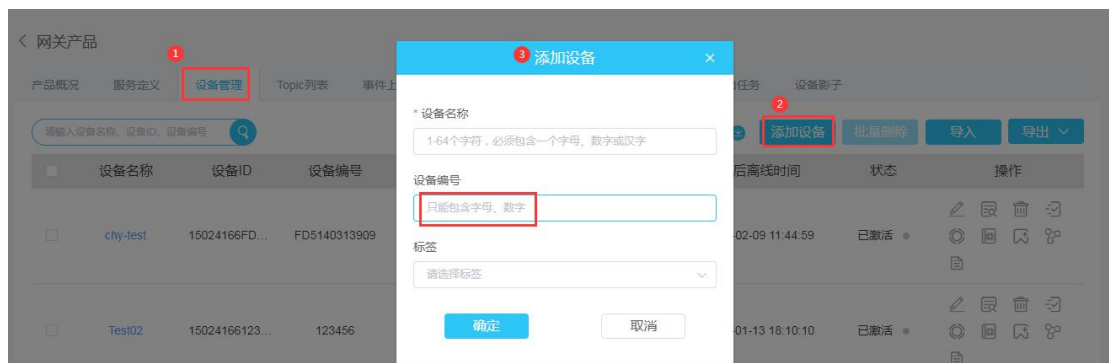 < 网关产品
1
3 添加设备 ×
产品概况 服务定义 设备管理 Topic列表 事件上 任务 设备影子
2
* 设备名称
1-64个字符，必须包含一个字母、数字或汉字
请输入设备名称、设备ID、设备编号
添加设备 批量删除 导入 导出
设备名称 设备ID 设备编号 后离线时间 状态 操作
设备编号
只能包含字母、数字
chy-test 15024166FD... FD5140313909 -02-09 11:44:59 已激活
标签
请选择标签
确定 取消
Test02 15024166123... 123456 -01-13 18:10:10 已激活